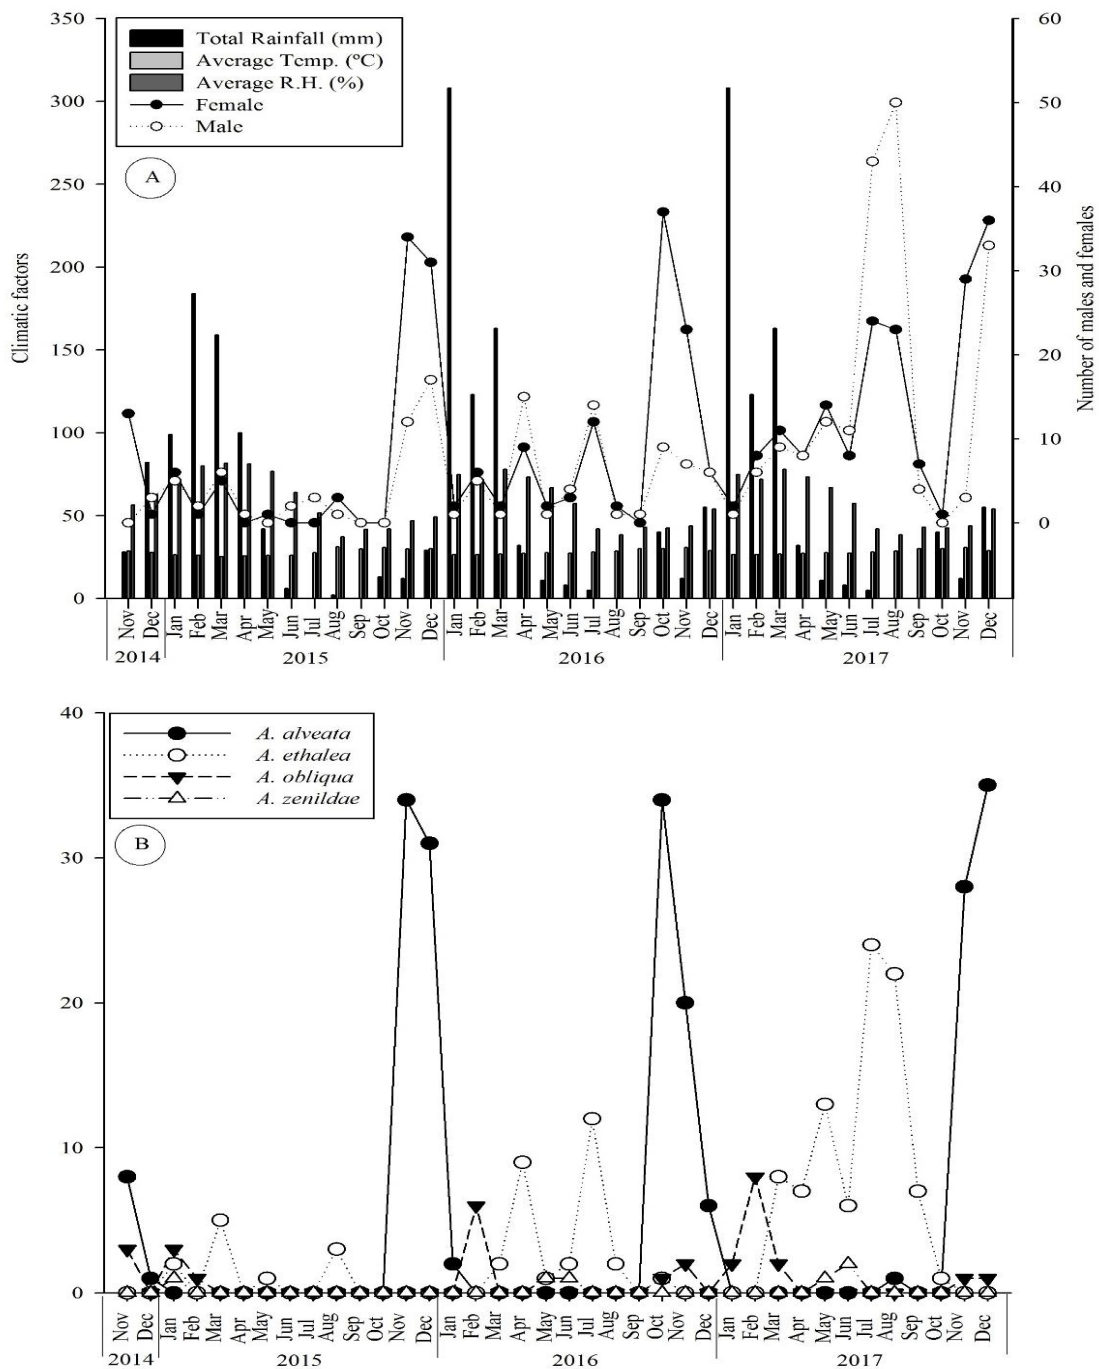 350
300
250
200
150
100
50
0
Climatic factors
Total Rainfall (mm)
Average Temp. (ºC)
Average R.H. (%)
Female
Male
A
60
50
40
30
20
10
0
Number of males and females
Nov Dec Jan Feb Mar Apr May Jun Jul Aug Sep Oct Nov Dec Jan Feb Mar Apr May Jun Jul Aug Sep Oct Nov Dec Jan Feb Mar Apr May Jun Jul Aug Sep Oct Nov Dec
2014 2015 2016 2017
40
30
20
10
0
A. alveata
A. ethalea
A. obliqua
A. zenildae
B
Nov Dec Jan Feb Mar Apr May Jun Jul Aug Sep Oct Nov Dec Jan Feb Mar Apr May Jun Jul Aug Sep Oct Nov Dec Jan Feb Mar Apr May Jun Jul Aug Sep Oct Nov Dec
2014 2015 2016 2017